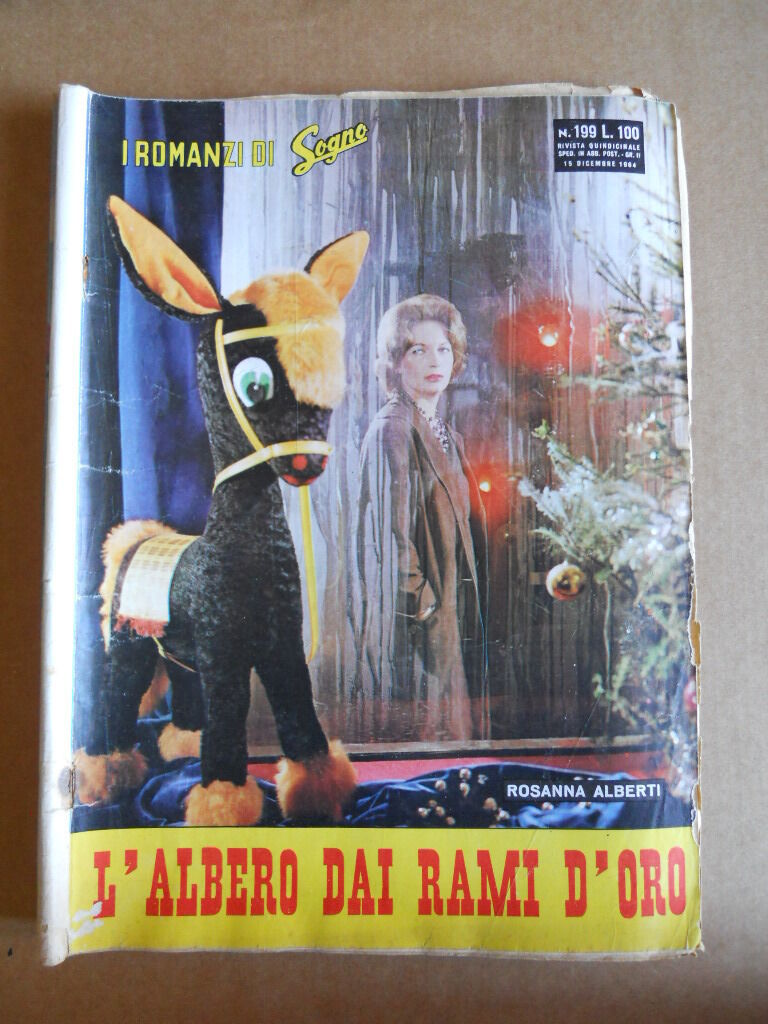 I ROMANZI DI Sogno
N. 199 L. 100
RIVISTA QUINDICINALE
SPED. IN ABB. POST. - GR. II
15 DICEMBRE 1964
ROSANNA ALBERTI
L'ALBERO DAI RAMI D'ORO